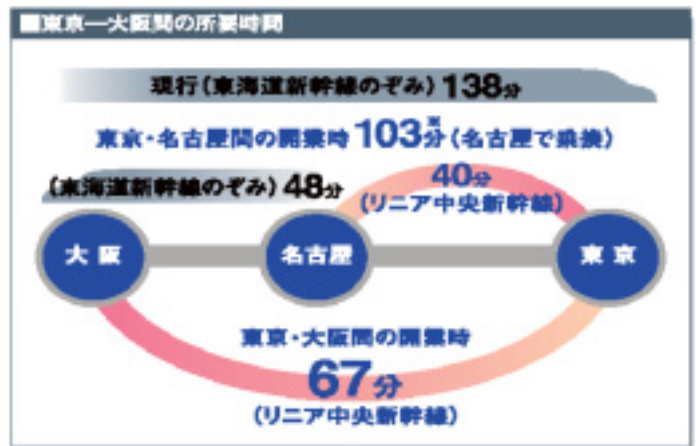 ■東京―大阪間の所要時間
現行(東海道新幹線のぞみ)138分
東京・名古屋間の開業時 103分※(名古屋で乗換)
(東海道新幹線のぞみ)48分
40分
(リニア中央新幹線)
大阪
名古屋
東京
東京・大阪間の開業時
67分
(リニア中央新幹線)